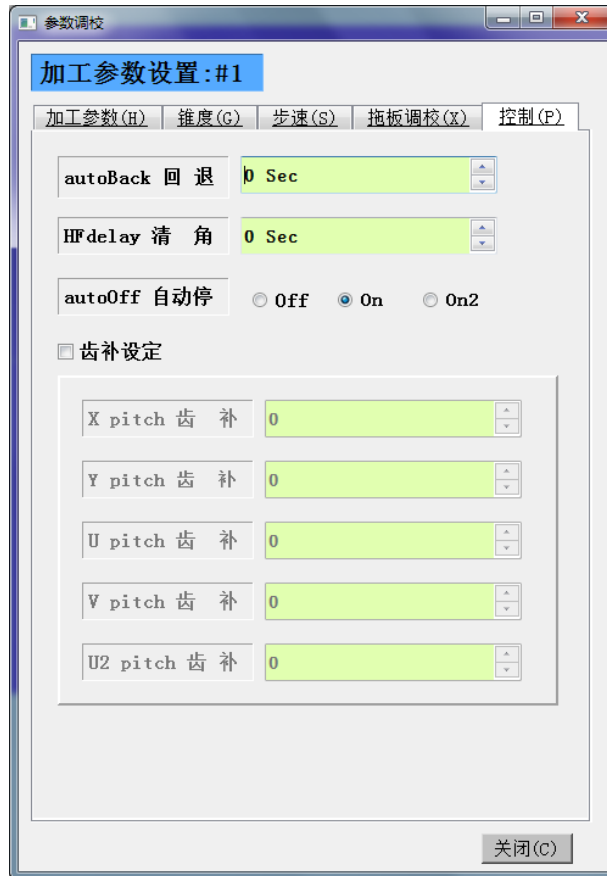 参数调校
加工参数设置:#1
加工参数(H) 锥度(G) 步速(S) 拖板调校(X) 控制(P)
autoBack 回 退 0 Sec
HFdelay 清 角 0 Sec
autoOff 自动停 Off On On2
齿补设定
X pitch 齿 补 0
Y pitch 齿 补 0
U pitch 齿 补 0
V pitch 齿 补 0
U2 pitch 齿 补 0
关闭(C)